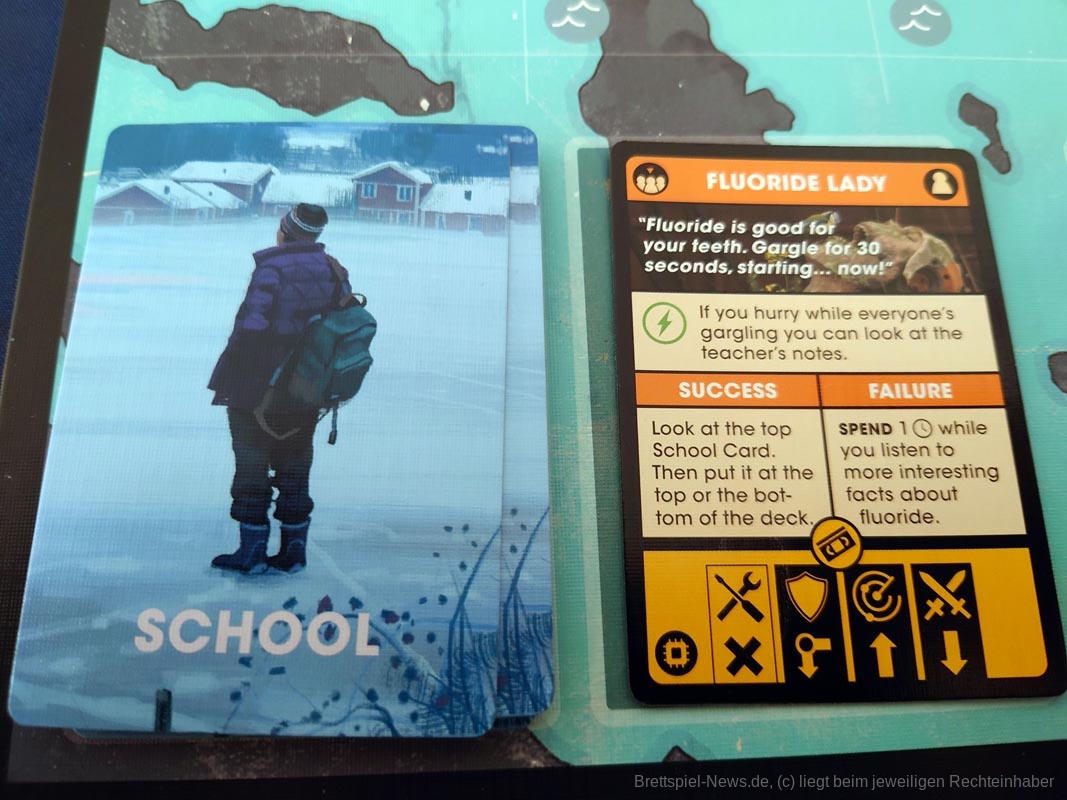 SCHOOL
FLUORIDE LADY
"Fluoride is good for
your teeth. Gargle for 30
seconds, starting... now!"
If you hurry while everyone's
gargling you can look at the
teacher's notes.
SUCCESS
Look at the top
School Card.
Then put it at the
top or the bot-
tom of the deck.
FAILURE
SPEND 1 while
you listen to
more interesting
facts about
fluoride.
Brettspiel-News.de, (c) liegt beim jeweiligen Rechteinhaber